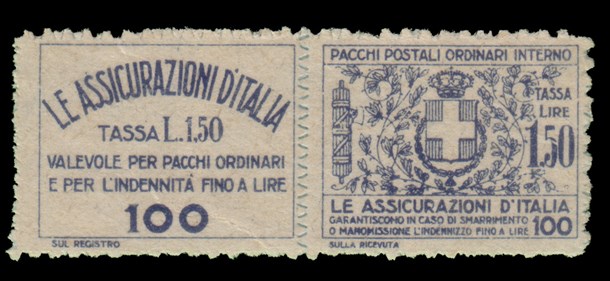 LE ASSICURAZIONI D'ITALIA
TASSA L.1.50
VALEVOLE PER PACCHI ORDINARI
E PER L'INDENNITÀ FINO A LIRE
100
SUL REGISTRO
PACCHI POSTALI ORDINARI INTERNO
TASSA
LIRE
1.50
LE ASSICURAZIONI D'ITALIA
GARANTISCONO IN CASO DI SMARRIMENTO
O MANOMISSIONE L'INDENNIZZO FINO A LIRE 100
SULLA RICEVUTA